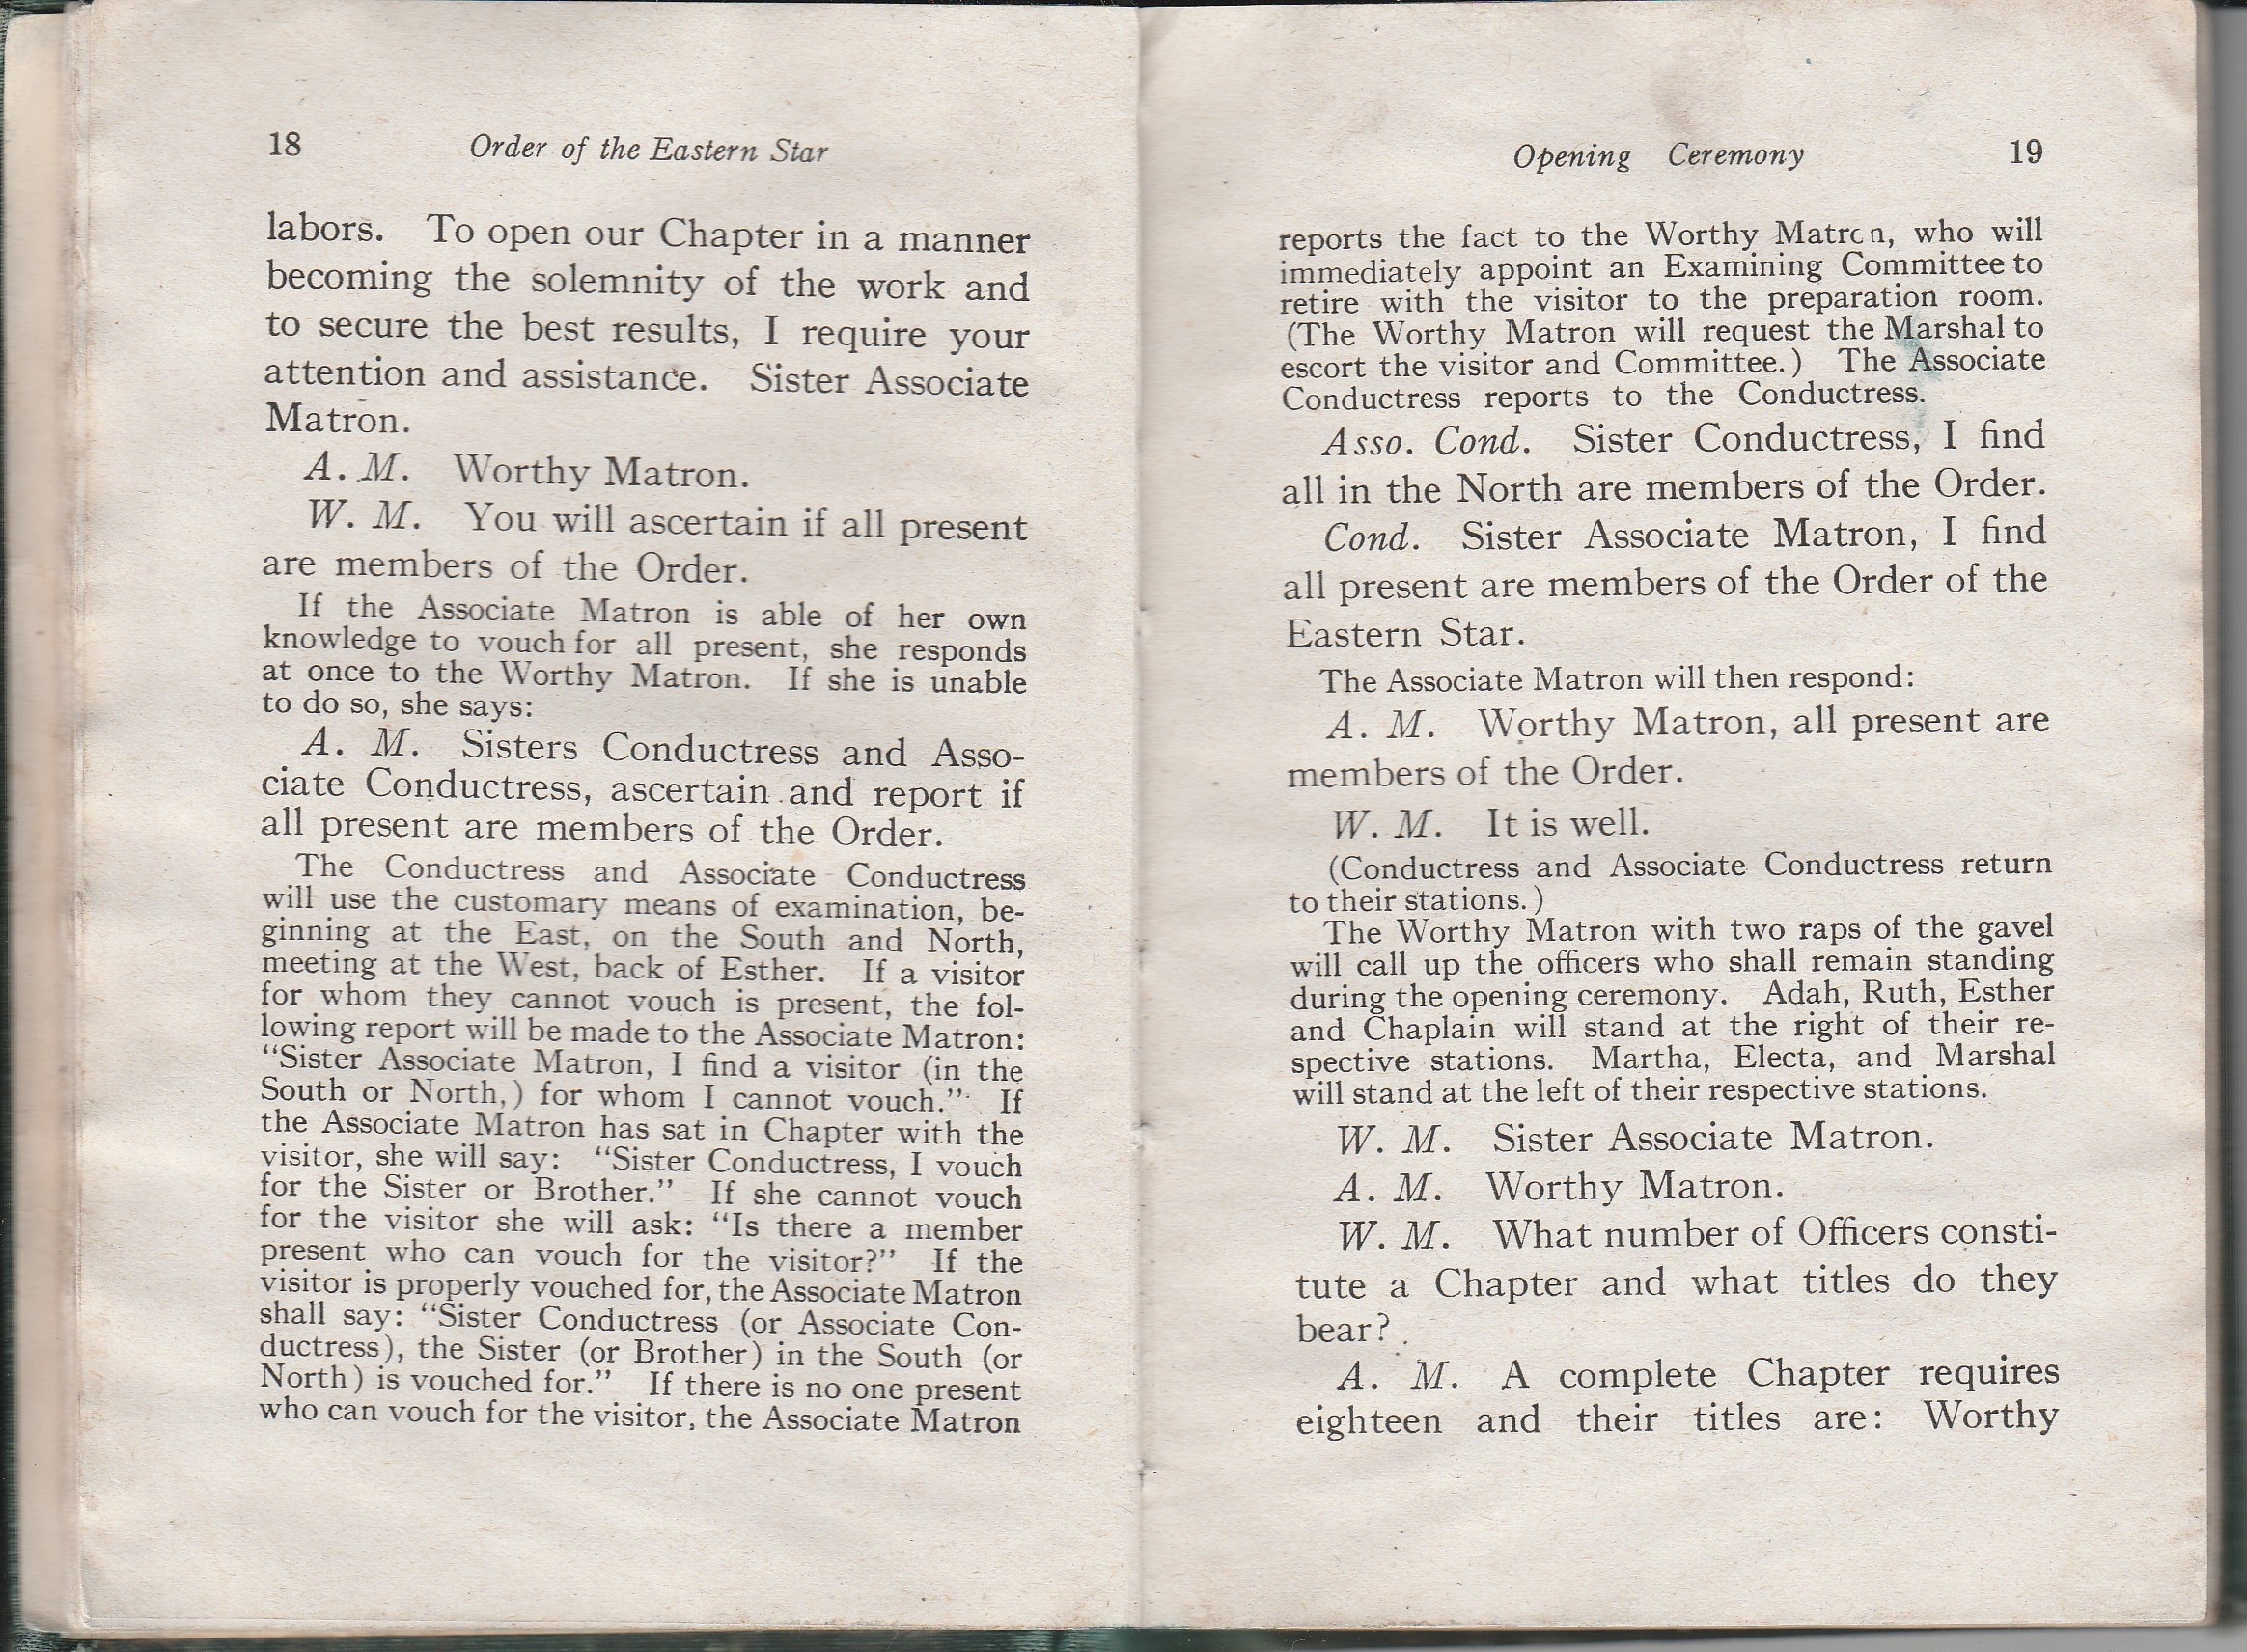 18 Order of the Eastern Star
labors. To open our Chapter in a manner
becoming the solemnity of the work and
to secure the best results, I require your
attention and assistance. Sister Associate
Matron.
A. M. Worthy Matron.
W. M. You will ascertain if all present
are members of the Order.
If the Associate Matron is able of her own
knowledge to vouch for all present, she responds
at once to the Worthy Matron. If she is unable
to do so, she says:
A. M. Sisters Conductress and Asso-
ciate Conductress, ascertain and report if
all present are members of the Order.
The Conductress and Associate Conductress
will use the customary means of examination, be-
ginning at the East, on the South and North,
meeting at the West, back of Esther. If a visitor
for whom they cannot vouch is present, the fol-
lowing report will be made to the Associate Matron:
“Sister Associate Matron, I find a visitor (in the
South or North,) for whom I cannot vouch.” If
the Associate Matron has sat in Chapter with the
visitor, she will say: “Sister Conductress, I vouch
for the Sister or Brother.” If she cannot vouch
for the visitor she will ask: “Is there a member
present who can vouch for the visitor?” If the
visitor is properly vouched for, the Associate Matron
shall say: “Sister Conductress (or Associate Con-
ductress), the Sister (or Brother) in the South (or
North) is vouched for.” If there is no one present
who can vouch for the visitor, the Associate Matron
Opening Ceremony 19
reports the fact to the Worthy Matron, who will
immediately appoint an Examining Committee to
retire with the visitor to the preparation room.
(The Worthy Matron will request the Marshal to
escort the visitor and Committee.) The Associate
Conductress reports to the Conductress.
Asso. Cond. Sister Conductress, I find
all in the North are members of the Order.
Cond. Sister Associate Matron, I find
all present are members of the Order of the
Eastern Star.
The Associate Matron will then respond:
A. M. Worthy Matron, all present are
members of the Order.
W. M. It is well.
(Conductress and Associate Conductress return
to their stations.)
The Worthy Matron with two raps of the gavel
will call up the officers who shall remain standing
during the opening ceremony. Adah, Ruth, Esther
and Chaplain will stand at the right of their re-
spective stations. Martha, Electa, and Marshal
will stand at the left of their respective stations.
W. M. Sister Associate Matron.
A. M. Worthy Matron.
W. M. What number of Officers consti-
tute a Chapter and what titles do they
bear?
A. M. A complete Chapter requires
eighteen and their titles are: Worthy